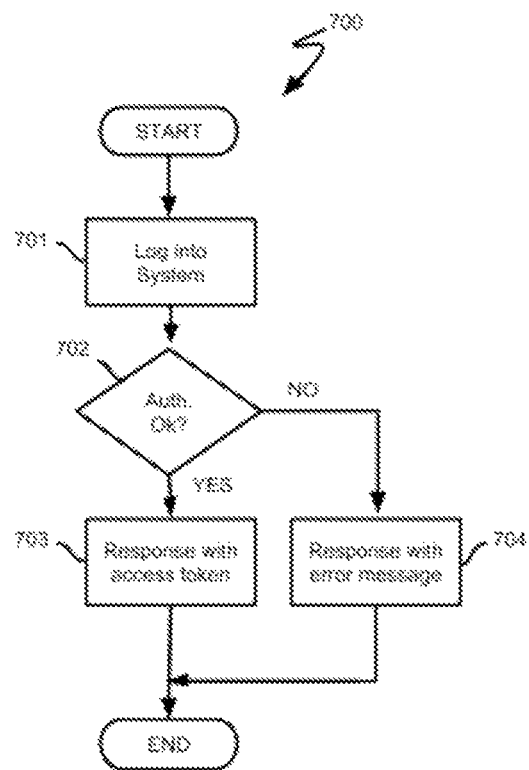 700
START
701
Log into
System
702
Auth.
Ok?
NO
YES
703
Response with
access token
Response with
error message
704
END